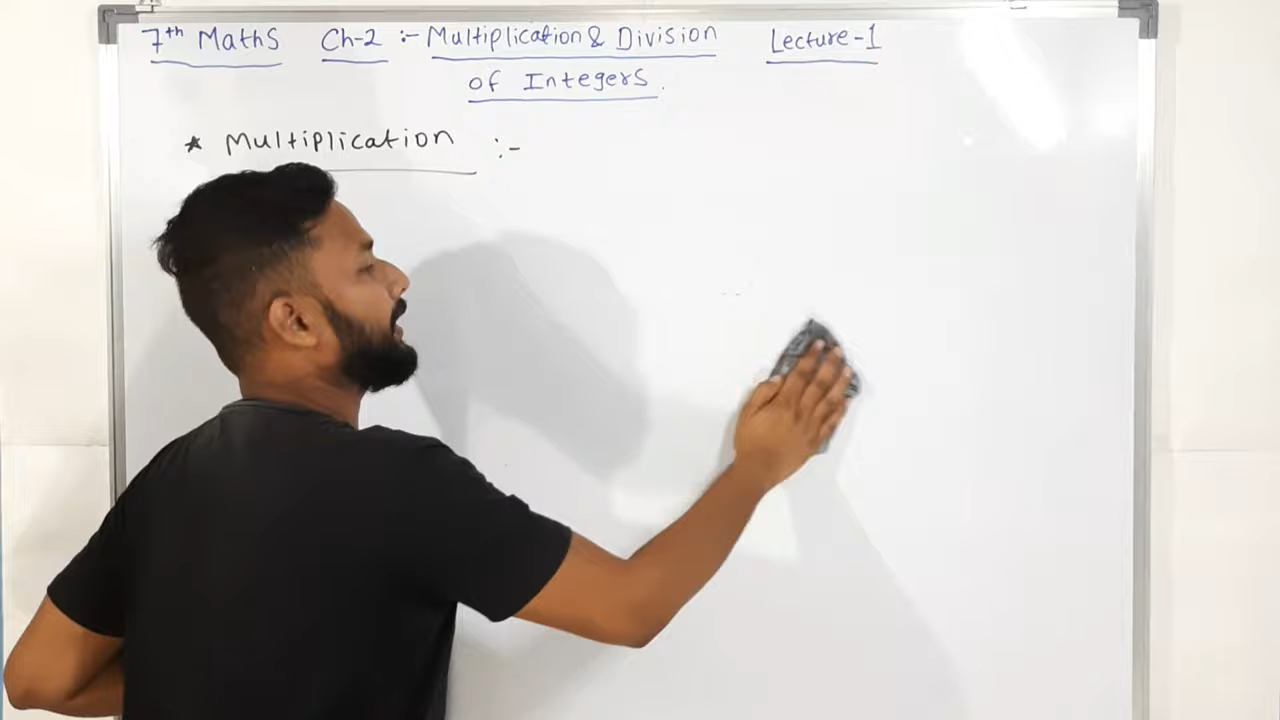 7th Maths Ch-2 :- Multiplication & Division Lecture-1
of Integers.
* Multiplication :-